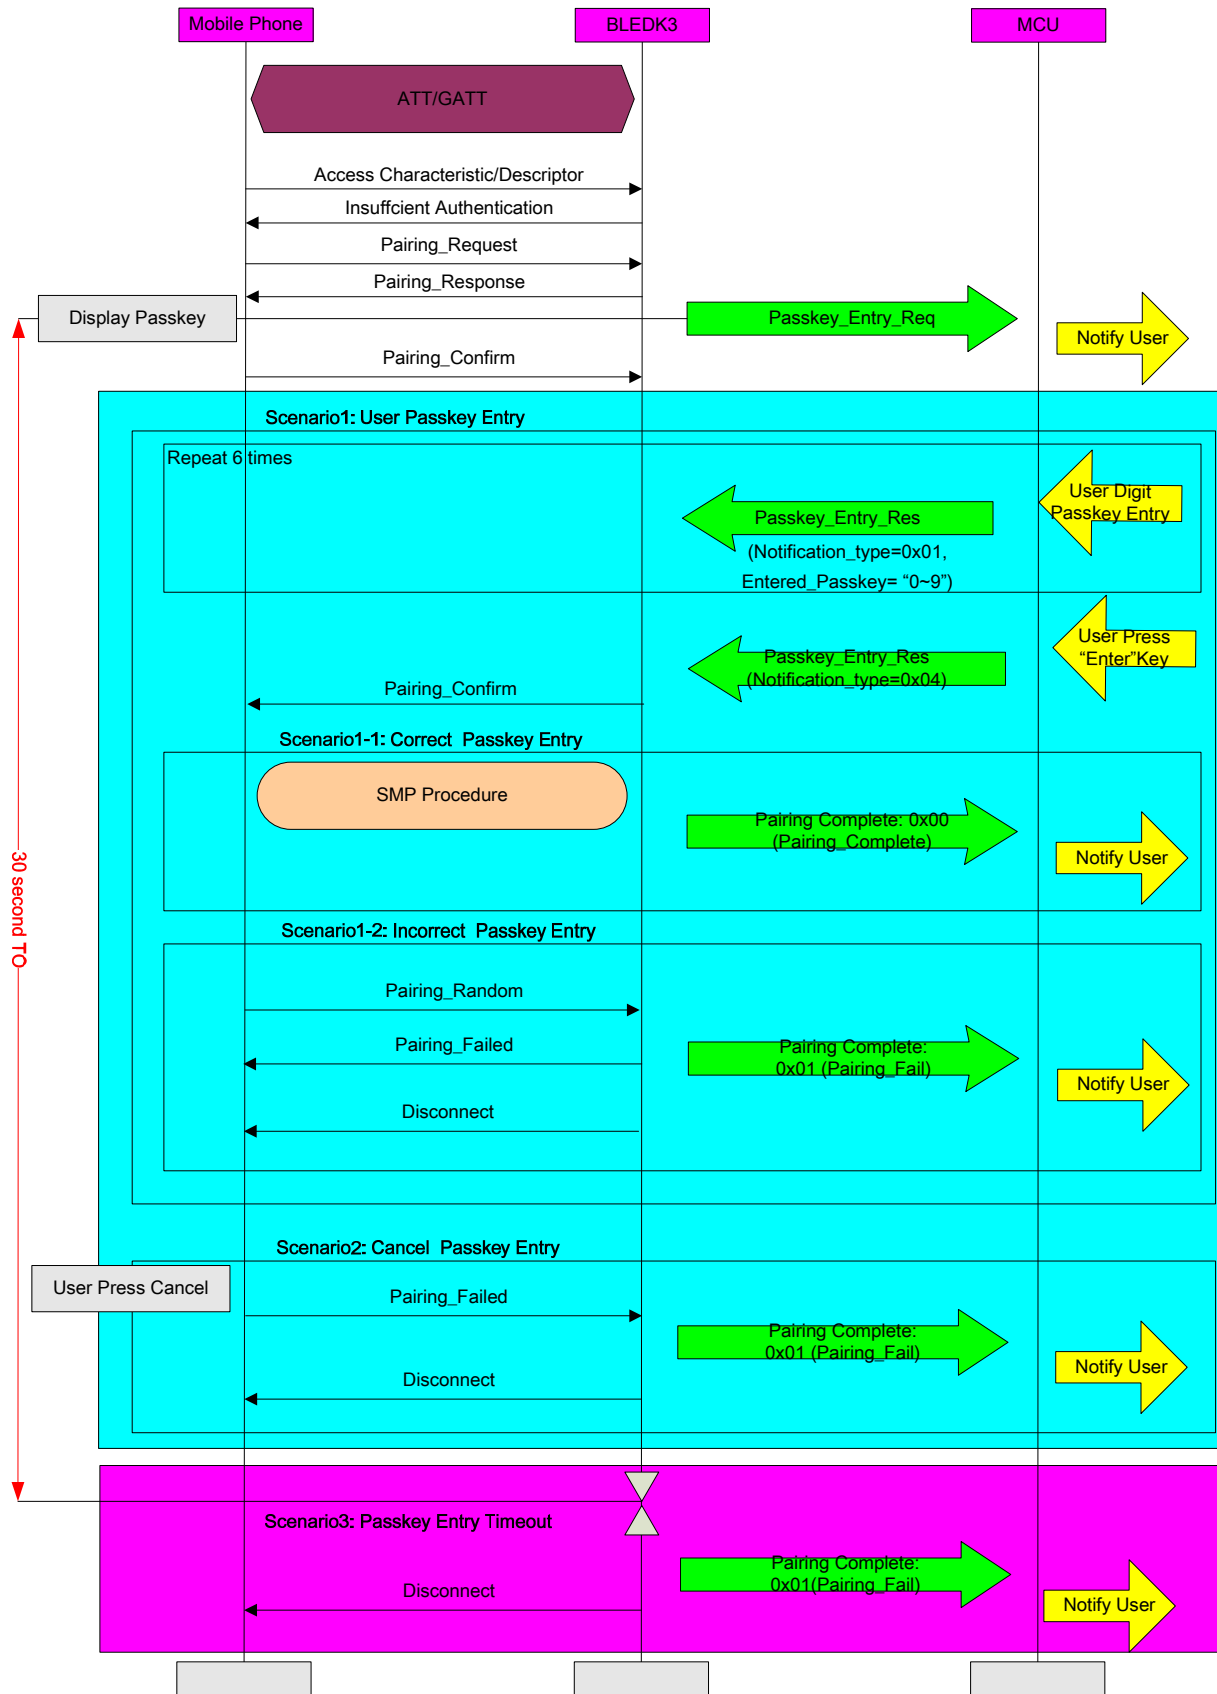 Mobile Phone
BLEDK3
MCU
ATT/GATT
Access Characteristic/Descriptor
Insuffcient Authentication
Pairing_Request
Pairing_Response
Display Passkey
Passkey_Entry_Req
Notify User
Pairing_Confirm
Scenario1: User Passkey Entry
Repeat 6 times
User Digit
Passkey Entry
Passkey_Entry_Res
(Notification_type=0x01,
Entered_Passkey= “0~9”)
User Press
“Enter”Key
Passkey_Entry_Res
(Notification_type=0x04)
Pairing_Confirm
Scenario1-1: Correct  Passkey Entry
SMP Procedure
Pairing Complete: 0x00
(Pairing_Complete)
Notify User
30 second TO
Scenario1-2: Incorrect  Passkey Entry
Pairing_Random
Pairing_Failed
Pairing Complete:
0x01 (Pairing_Fail)
Notify User
Disconnect
Scenario2: Cancel  Passkey Entry
User Press Cancel
Pairing_Failed
Pairing Complete:
0x01 (Pairing_Fail)
Notify User
Disconnect
Scenario3: Passkey Entry Timeout
Pairing Complete:
0x01(Pairing_Fail)
Disconnect
Notify User